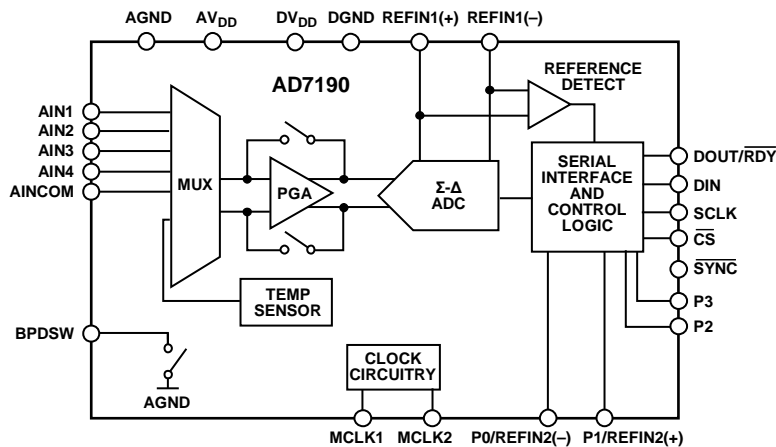 AGND AVDD DVDD DGND REFIN1(+) REFIN1(–)
AD7190
REFERENCE
DETECT
AIN1
AIN2
AIN3
AIN4
AINCOM
MUX
PGA
Σ-Δ
ADC
SERIAL
INTERFACE
AND
CONTROL
LOGIC
DOUT/RDY
DIN
SCLK
CS
SYNC
P3
P2
TEMP
SENSOR
BPDSW
AGND
CLOCK
CIRCUITRY
MCLK1 MCLK2 P0/REFIN2(–) P1/REFIN2(+)